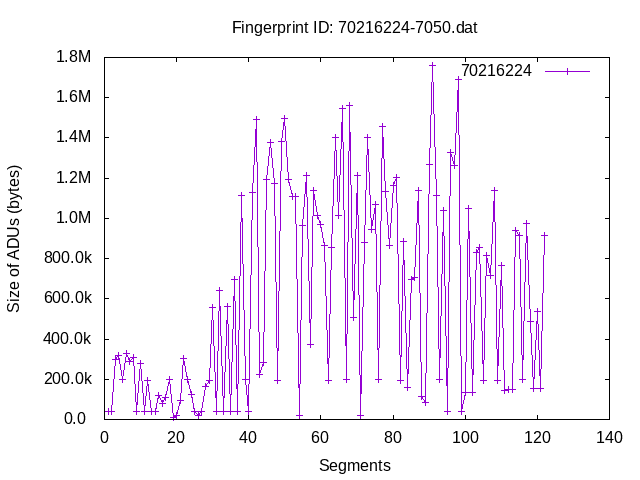 Fingerprint ID: 70216224-7050.dat
70216224
Size of ADUs (bytes)
1.8M
1.6M
1.4M
1.2M
1.0M
800.0k
600.0k
400.0k
200.0k
0.0
0 20 40 60 80 100 120 140
Segments